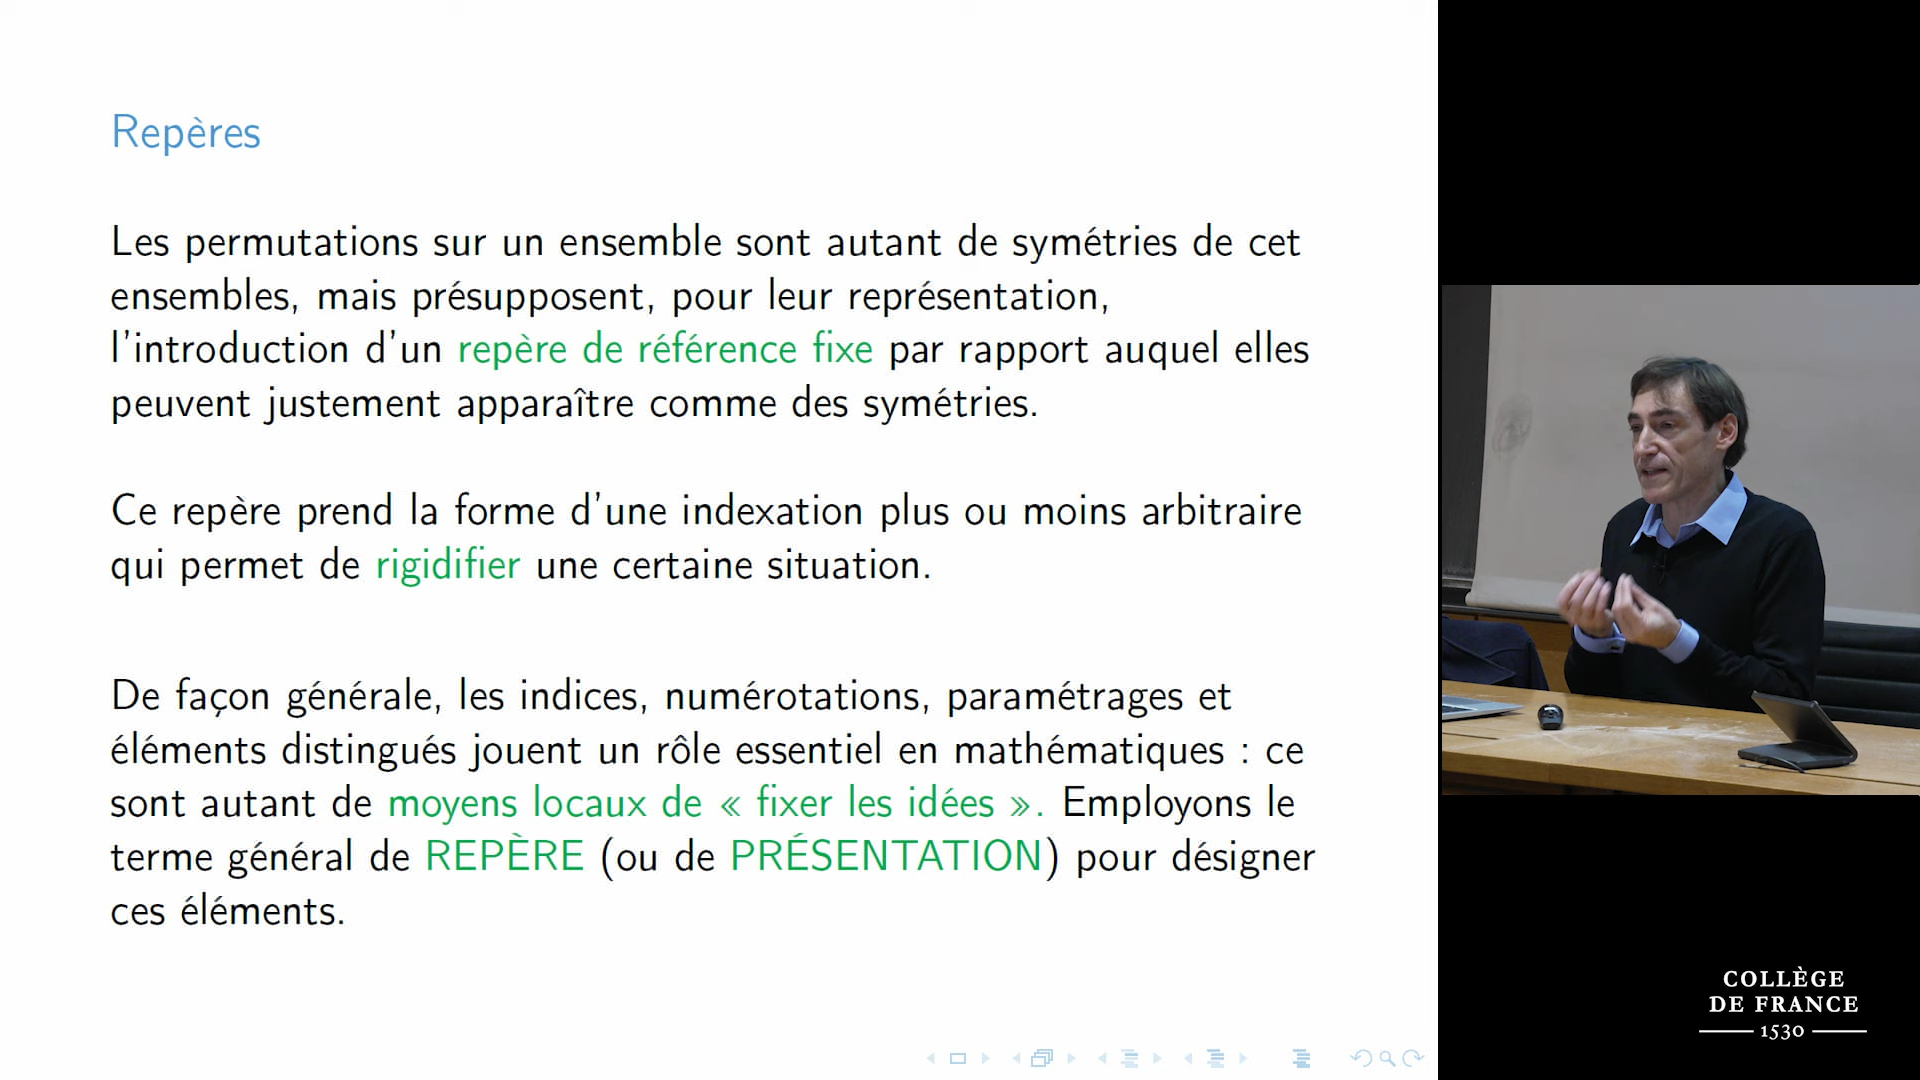 Repères
Les permutations sur un ensemble sont autant de symétries de cet
ensembles, mais présupposent, pour leur représentation,
l'introduction d'un repère de référence fixe par rapport auquel elles
peuvent justement apparaître comme des symétries.
Ce repère prend la forme d'une indexation plus ou moins arbitraire
qui permet de rigidifier une certaine situation.
De façon générale, les indices, numérotations, paramétrages et
éléments distingués jouent un rôle essentiel en mathématiques : ce
sont autant de moyens locaux de « fixer les idées ». Employons le
terme général de REPÈRE (ou de PRÉSENTATION) pour désigner
ces éléments.
COLLÈGE
DE FRANCE
1530